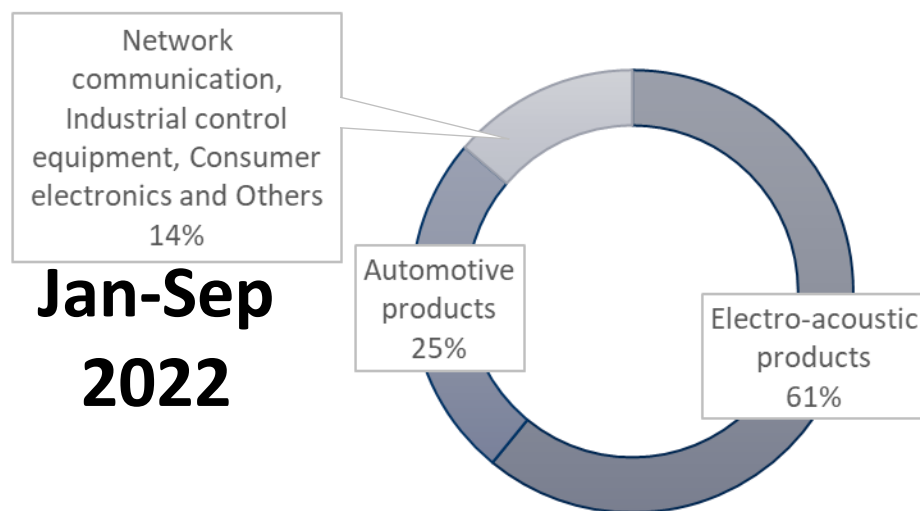 Network
communication,
Industrial control
equipment, Consumer
electronics and Others
14%
Jan-Sep
2022
Automotive
products
25%
Electro-acoustic
products
61%